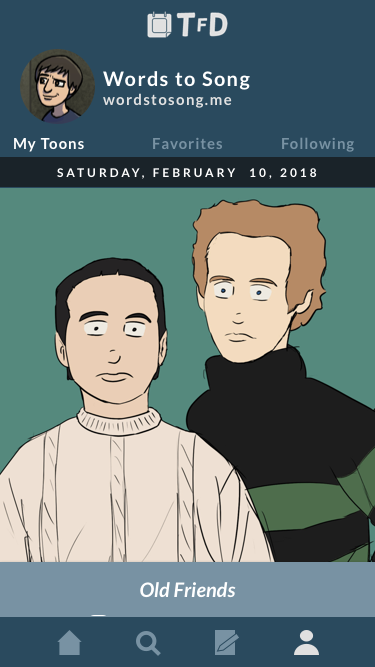 TFD
Words to Song
wordstosong.me
My Toons Favorites Following
SATURDAY, FEBRUARY 10, 2018
Old Friends